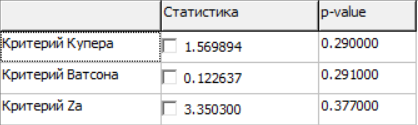 Статистика p-value
Критерий Купера 1.569894 0.290000
Критерий Ватсона 0.122637 0.291000
Критерий Za 3.350300 0.377000